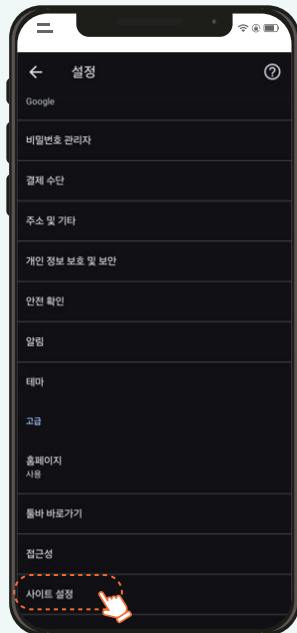 설정
Google
비밀번호 관리자
결제 수단
주소 및 기타
개인 정보 보호 및 보안
안전 확인
알림
테마
고급
홈페이지
사용
툴바 바로가기
접근성
사이트 설정